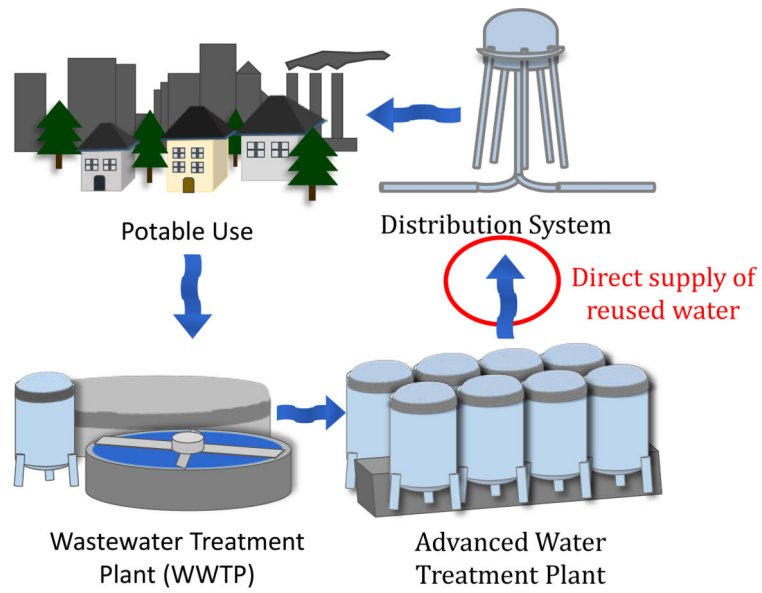 Potable Use
Distribution System
Direct supply of
reused water
Wastewater Treatment
Plant (WWTP)
Advanced Water
Treatment Plant